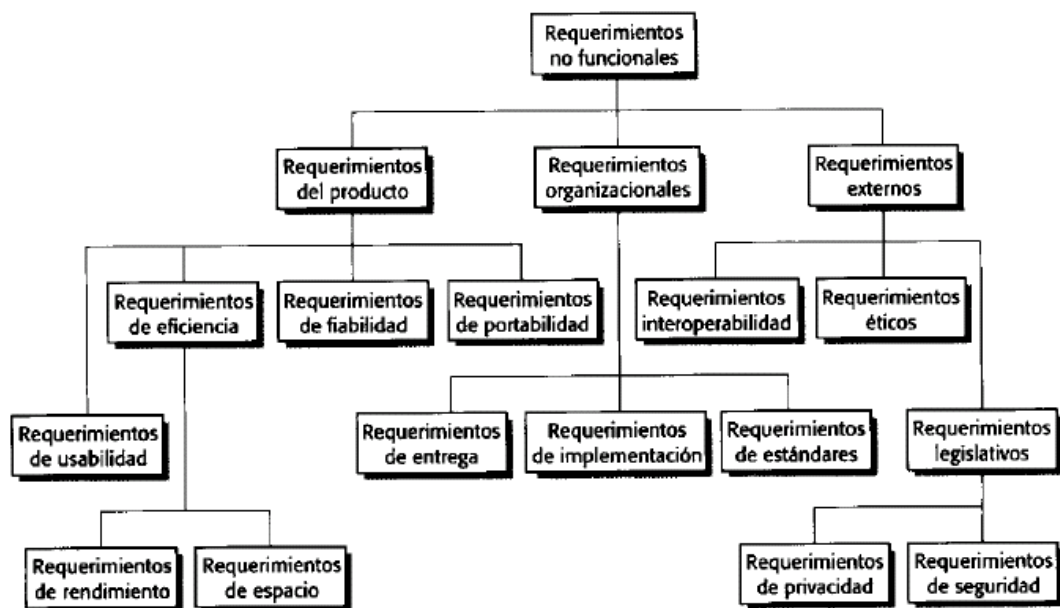 Requerimientos
no funcionales
Requerimientos
del producto
Requerimientos
organizacionales
Requerimientos
externos
Requerimientos
de eficiencia
Requerimientos
de fiabilidad
Requerimientos
de portabilidad
Requerimientos
interoperabilidad
Requerimientos
éticos
Requerimientos
de usabilidad
Requerimientos
de entrega
Requerimientos
de implementación
Requerimientos
de estándares
Requerimientos
legislativos
Requerimientos
de rendimiento
Requerimientos
de espacio
Requerimientos
de privacidad
Requerimientos
de seguridad